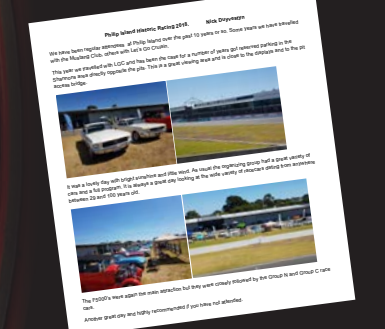 Philip Island Historic Racing 2018. Nick Duyvestyn
We have been regular attendees at Philip Island over the past 10 years or so. Some years we have travelled
with the Mustang Club, others with Let's Go Cruisin.
This year we travelled with LGC and has been the case for a number of years got reserved parking in the
Shannons area directly opposite the pits. This is a great viewing area and is close to the displays and to the pit
access bridge.
It was a lovely day with bright sunshine and little wind. As usual the organizing group had a great variety of
cars and a full program. It is always a great day looking at the wide variety of racecars dating from anywhere
between 20 and 100 years old.
The F5000's were again the main attraction but they were closely followed by the Group N and Group C race
cars.
Another great day and highly recommended if you have not attended.